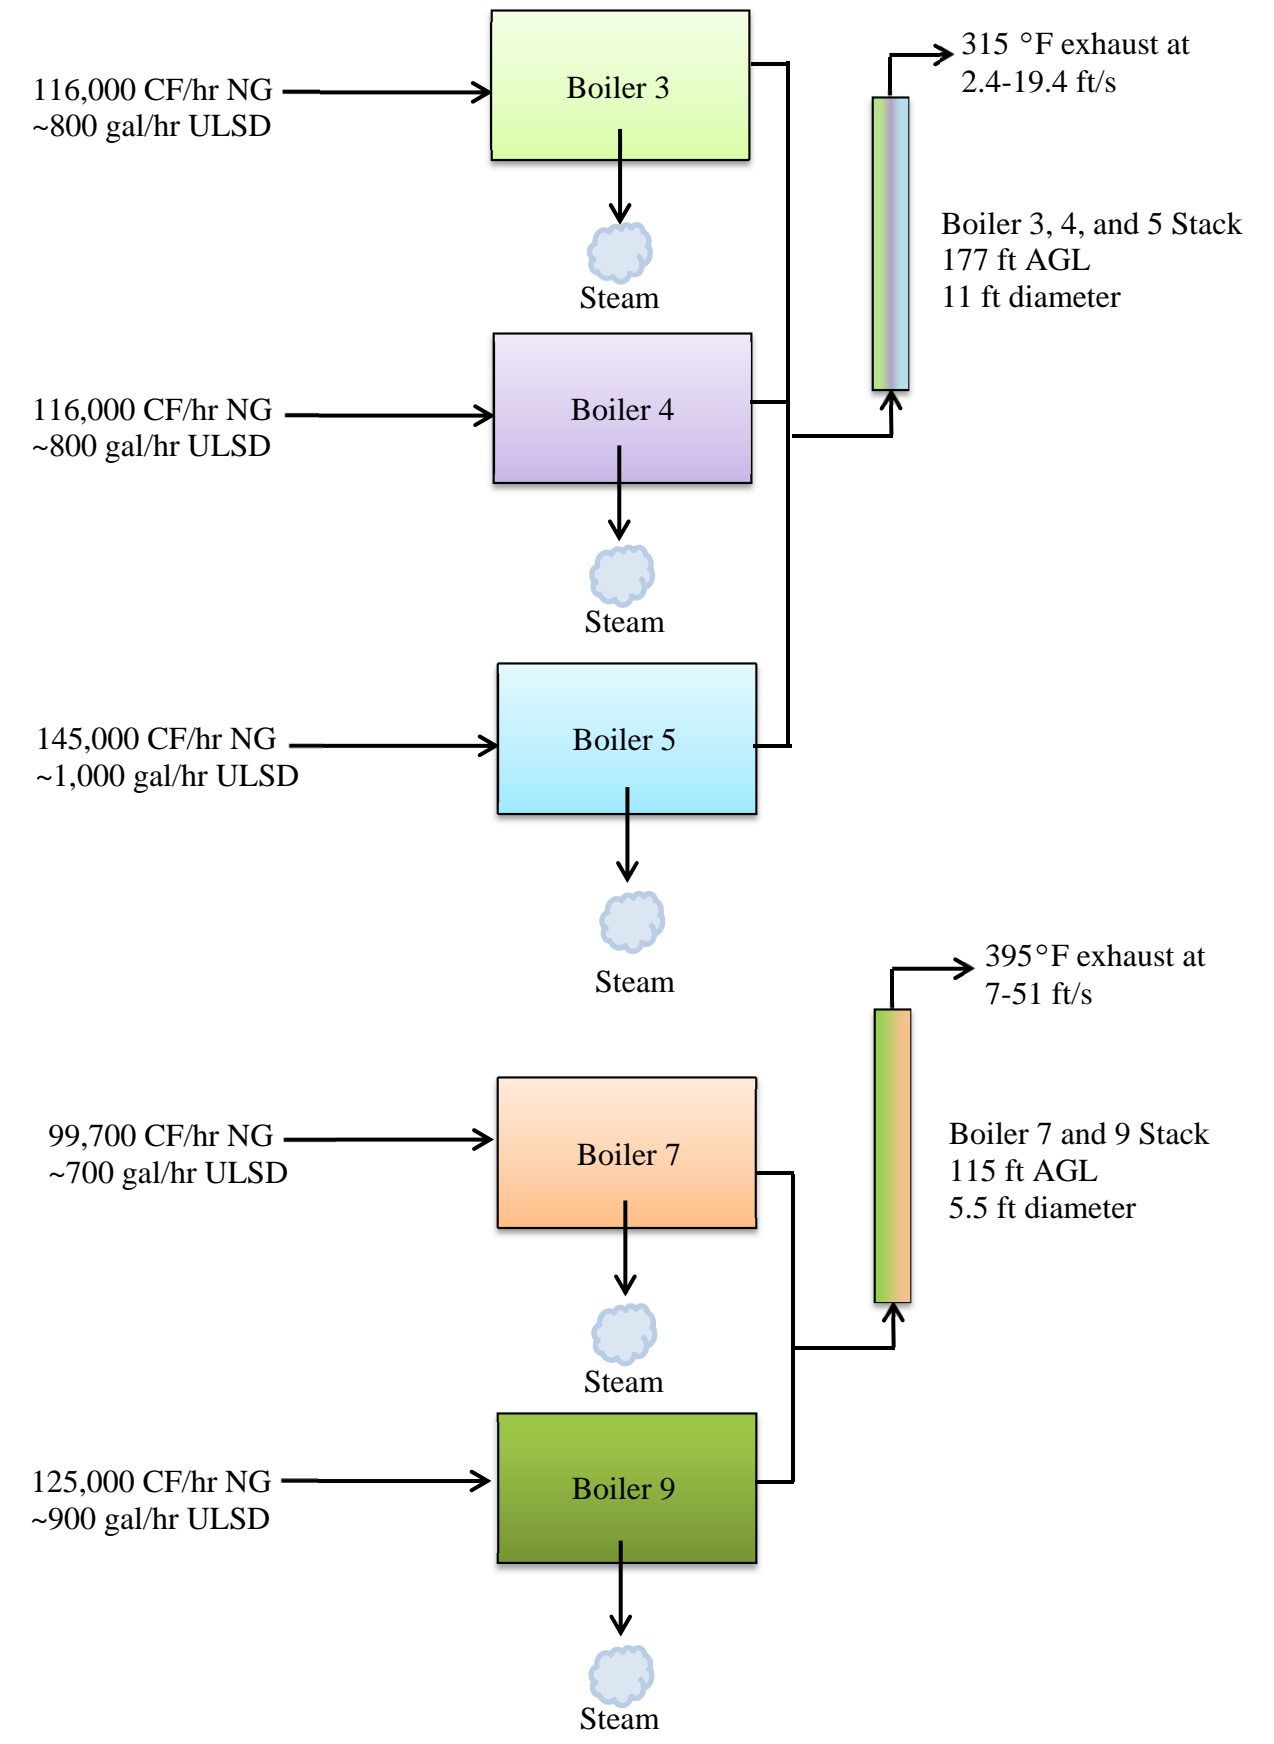 116,000 CF/hr NG
~800 gal/hr ULSD
Boiler 3
Steam
315 °F exhaust at
2.4-19.4 ft/s
Boiler 3, 4, and 5 Stack
177 ft AGL
11 ft diameter
116,000 CF/hr NG
~800 gal/hr ULSD
Boiler 4
Steam
145,000 CF/hr NG
~1,000 gal/hr ULSD
Boiler 5
Steam
395°F exhaust at
7-51 ft/s
99,700 CF/hr NG
~700 gal/hr ULSD
Boiler 7
Steam
Boiler 7 and 9 Stack
115 ft AGL
5.5 ft diameter
125,000 CF/hr NG
~900 gal/hr ULSD
Boiler 9
Steam